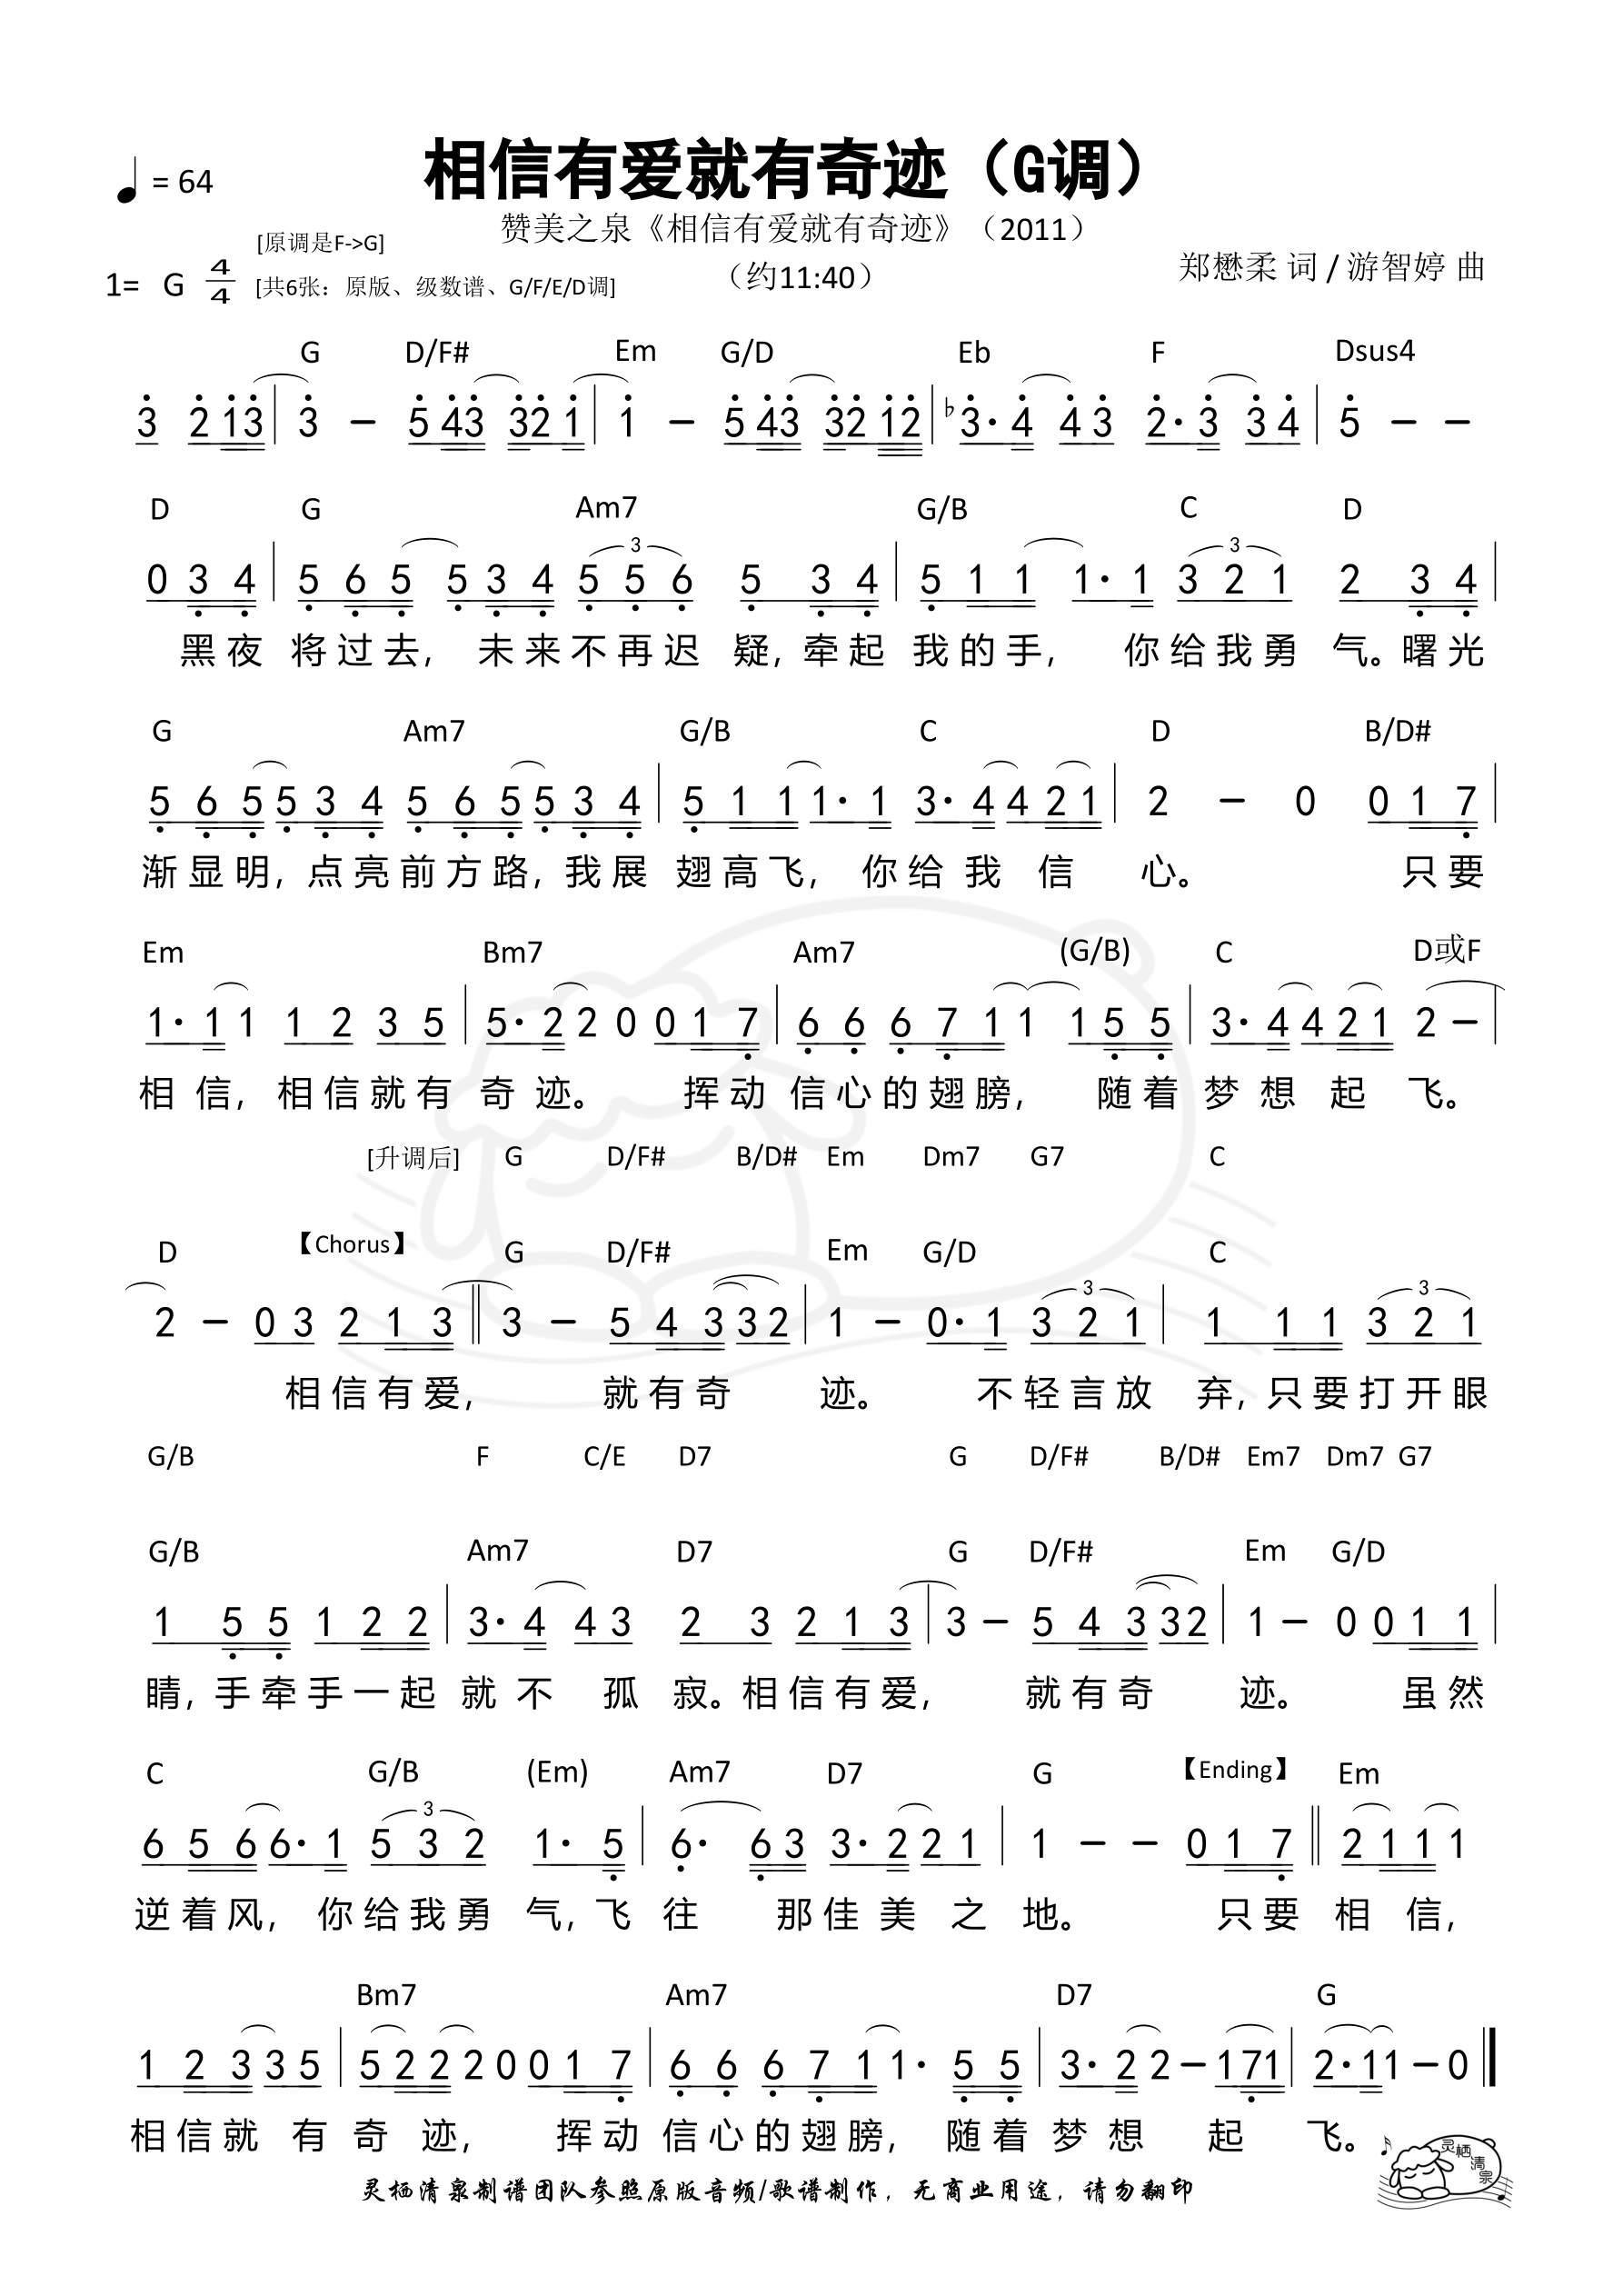 相信有爱就有奇迹（G调）
♩ = 64
赞美之泉《相信有爱就有奇迹》（2011）
[原调是F->G]
（约11:40）
郑懋柔 词 / 游智婷 曲
1= G 4/4 [共6张：原版、级数谱、G/F/E/D调]
G D/F# Em G/D Eb F Dsus4
3 2 1 3 | 3 - 5 4 3 3 2 1 | 1 - 5 4 3 3 2 1 2 | ♭3· 4 4 3 2· 3 3 4 | 5 - -
D G Am7 G/B C D
3 3
0 3 4 | 5 6 5 5 3 4 5 5 6 5 3 4 | 5 1 1 1· 1 3 2 1 2 3 4 |
黑夜 将过去, 未来不再迟 疑, 牵起 我的手, 你给我勇 气。曙光
G Am7 G/B C D B/D#
5 6 5 5 3 4 5 6 5 5 3 4 | 5 1 1 1· 1 3· 4 4 2 1 | 2 - 0 0 1 7 |
渐显明, 点亮前方路, 我展 翅高飞, 你给我 信 心。 只要
Em Bm7 Am7 (G/B) C D或F
1· 1 1 1 2 3 5 | 5· 2 2 0 0 1 7 | 6 6 6 7 1 1 1 5 5 | 3· 4 4 2 1 2 - |
相 信, 相信就有 奇 迹。 挥动 信心的翅膀, 随着 梦 想 起 飞。
[升调后] G D/F# B/D# Em Dm7 G7 C
D 【Chorus】 G D/F# Em G/D C
3 3
2 - 0 3 2 1 3 || 3 - 5 4 3 3 2 | 1 - 0· 1 3 2 1 | 1 1 1 3 2 1
相信有爱, 就有奇 迹。 不轻言放 弃, 只要打开眼
G/B F C/E D7 G D/F# B/D# Em7 Dm7 G7
G/B Am7 D7 G D/F# Em G/D
1 5 5 1 2 2 | 3· 4 4 3 2 3 2 1 3 | 3 - 5 4 3 3 2 | 1 - 0 0 1 1 |
睛, 手牵手一起 就 不 孤 寂。相信有爱, 就有奇 迹。 虽然
C G/B (Em) Am7 D7 G 【Ending】 Em
3
6 5 6 6· 1 5 3 2 1· 5 | 6· 6 3 3· 2 2 1 | 1 - - 0 1 7 || 2 1 1 1
逆着风, 你给我勇 气, 飞 往 那佳 美 之 地。 只要 相 信,
Bm7 Am7 D7 G
1 2 3 3 5 | 5 2 2 2 0 0 1 7 | 6 6 6 7 1 1· 5 5 | 3· 2 2 - 1 7 1 | 2· 1 1 - 0 ||
相信就 有 奇 迹, 挥动 信心的翅膀, 随着 梦 想 起 飞。
灵栖清泉
灵栖清泉制谱团队参照原版音频/歌谱制作，无商业用途，请勿翻印